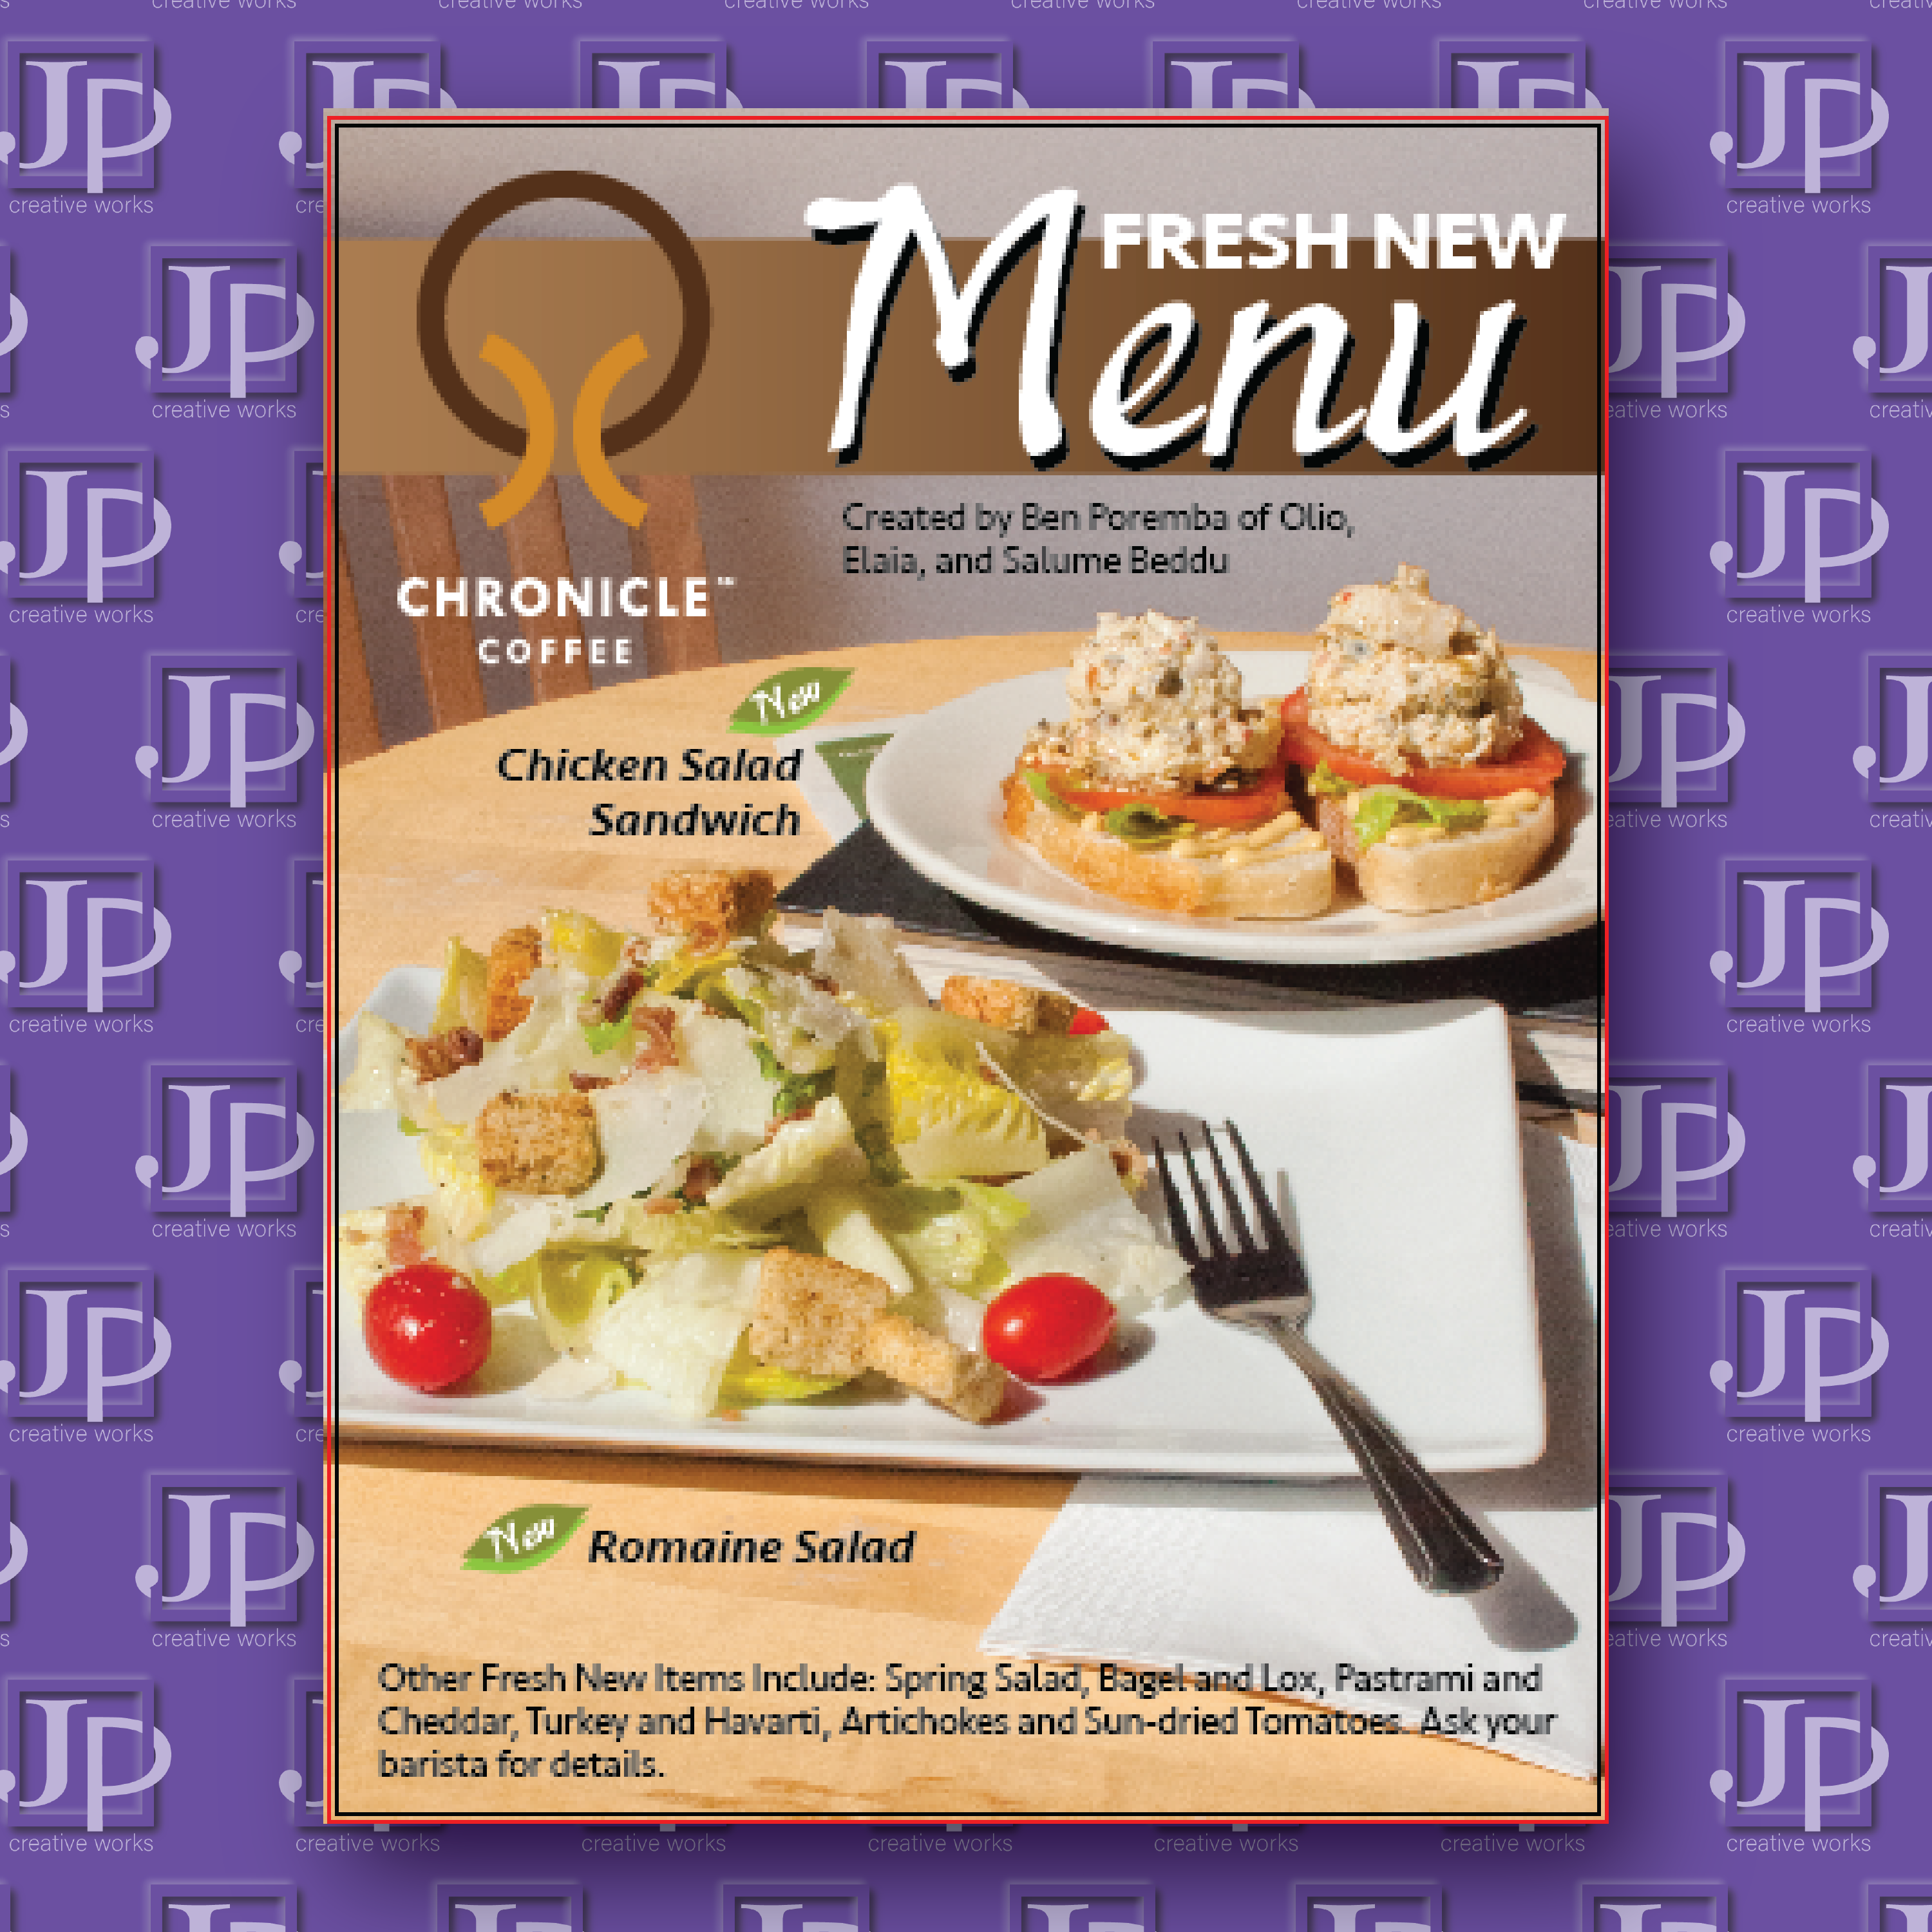 FRESH NEW
Menu
Created by Ben Poremba of Olio,
Elaia, and Salume Beddu
CHRONICLE™
COFFEE
New
Chicken Salad
Sandwich
New
Romaine Salad
Other Fresh New Items Include: Spring Salad, Bagel and Lox, Pastrami and
Cheddar, Turkey and Havarti, Artichokes and Sun-dried Tomatoes. Ask your
barista for details.
JP
creative works